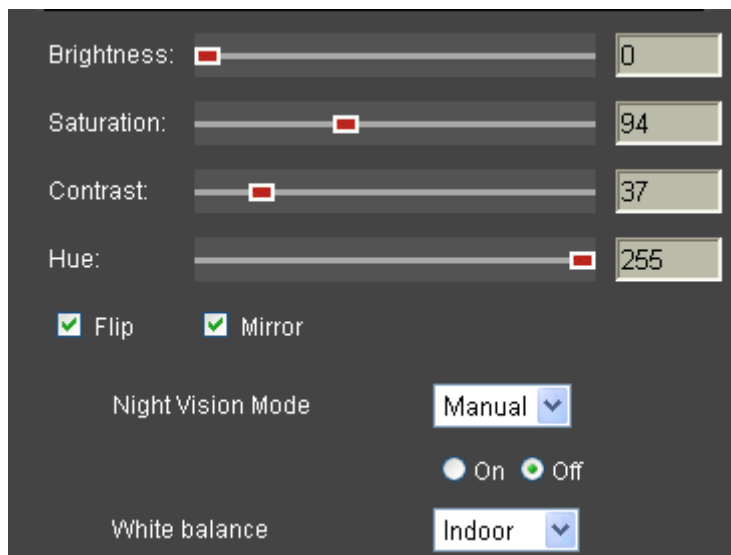 Brightness: 0
Saturation: 94
Contrast: 37
Hue: 255
Flip Mirror
Night Vision Mode Manual
On Off
White balance Indoor